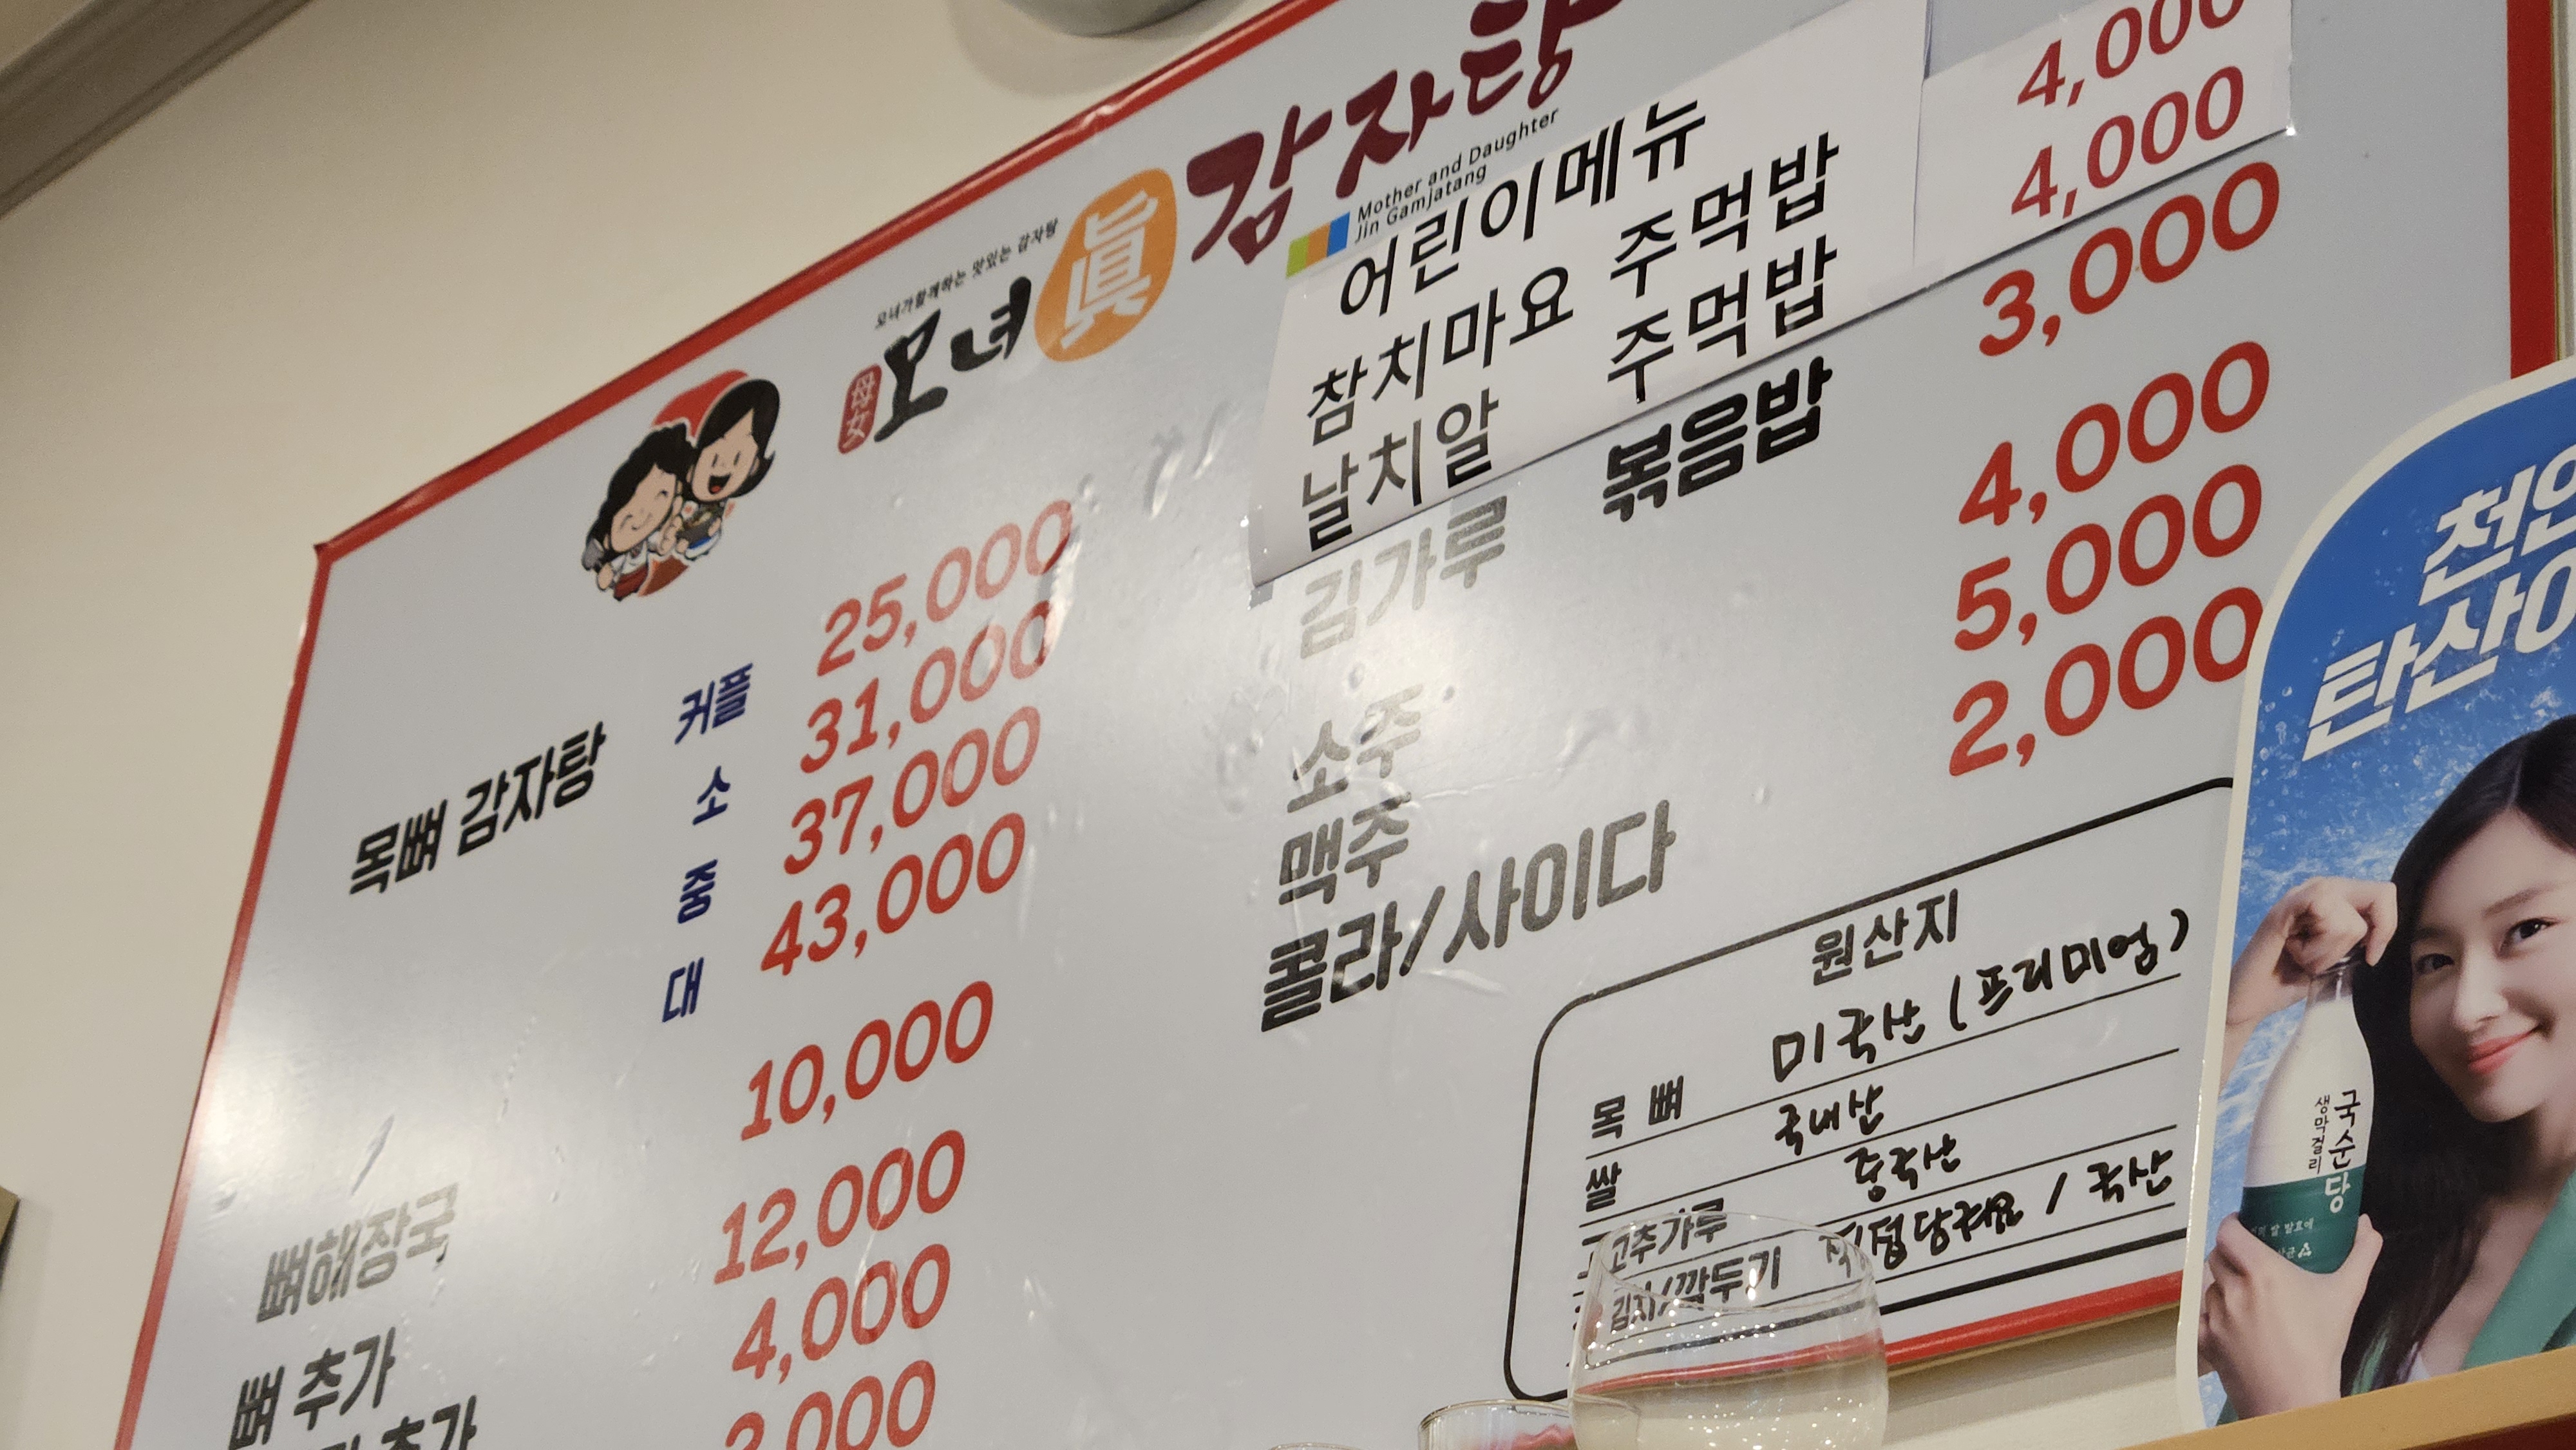 모녀가함께하는 맛있는 감자탕
母女 모녀 眞 감자탕
Mother and Daughter
Jin Gamjatang
목뼈 감자탕
커플 25,000
소 31,000
중 37,000
대 43,000
뼈해장국 10,000
뼈 추가 12,000
추가 4,000
어린이메뉴
참치마요 주먹밥 4,000
날치알 주먹밥 4,000
김가루 볶음밥 3,000
소주 4,000
맥주 5,000
콜라/사이다 2,000
원산지
목 뼈 미국산 (프리미엄)
쌀 국내산
고추가루 중국산
김치/깍두기 직접담궈요 / 국산
국순당
생막걸리